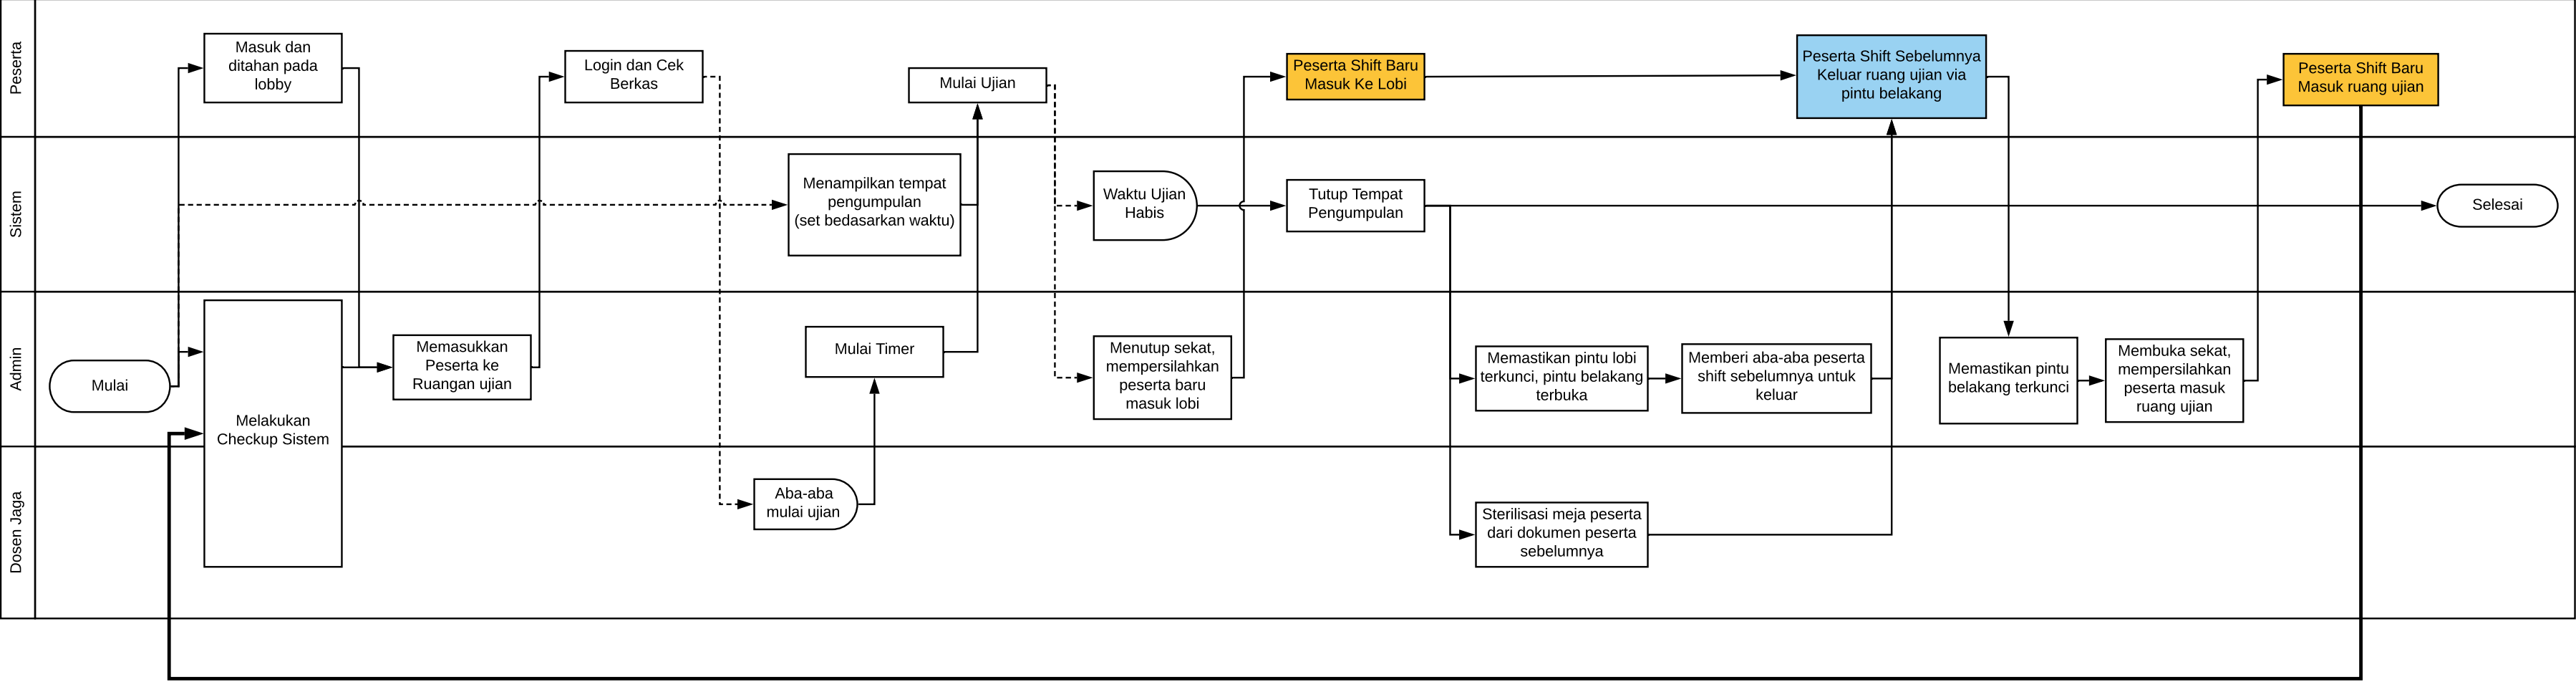 Peserta
Masuk dan
ditahan pada
lobby
Login dan Cek
Berkas
Mulai Ujian
Peserta Shift Baru
Masuk Ke Lobi
Peserta Shift Sebelumnya
Keluar ruang ujian via
pintu belakang
Peserta Shift Baru
Masuk ruang ujian
Sistem
Menampilkan tempat
pengumpulan
(set bedasarkan waktu)
Waktu Ujian
Habis
Tutup Tempat
Pengumpulan
Selesai
Admin
Mulai
Melakukan
Checkup Sistem
Memasukkan
Peserta ke
Ruangan ujian
Mulai Timer
Menutup sekat,
mempersilahkan
peserta baru
masuk lobi
Memastikan pintu lobi
terkunci, pintu belakang
terbuka
Memberi aba-aba peserta
shift sebelumnya untuk
keluar
Memastikan pintu
belakang terkunci
Membuka sekat,
mempersilahkan
peserta masuk
ruang ujian
Dosen Jaga
Aba-aba
mulai ujian
Sterilisasi meja peserta
dari dokumen peserta
sebelumnya